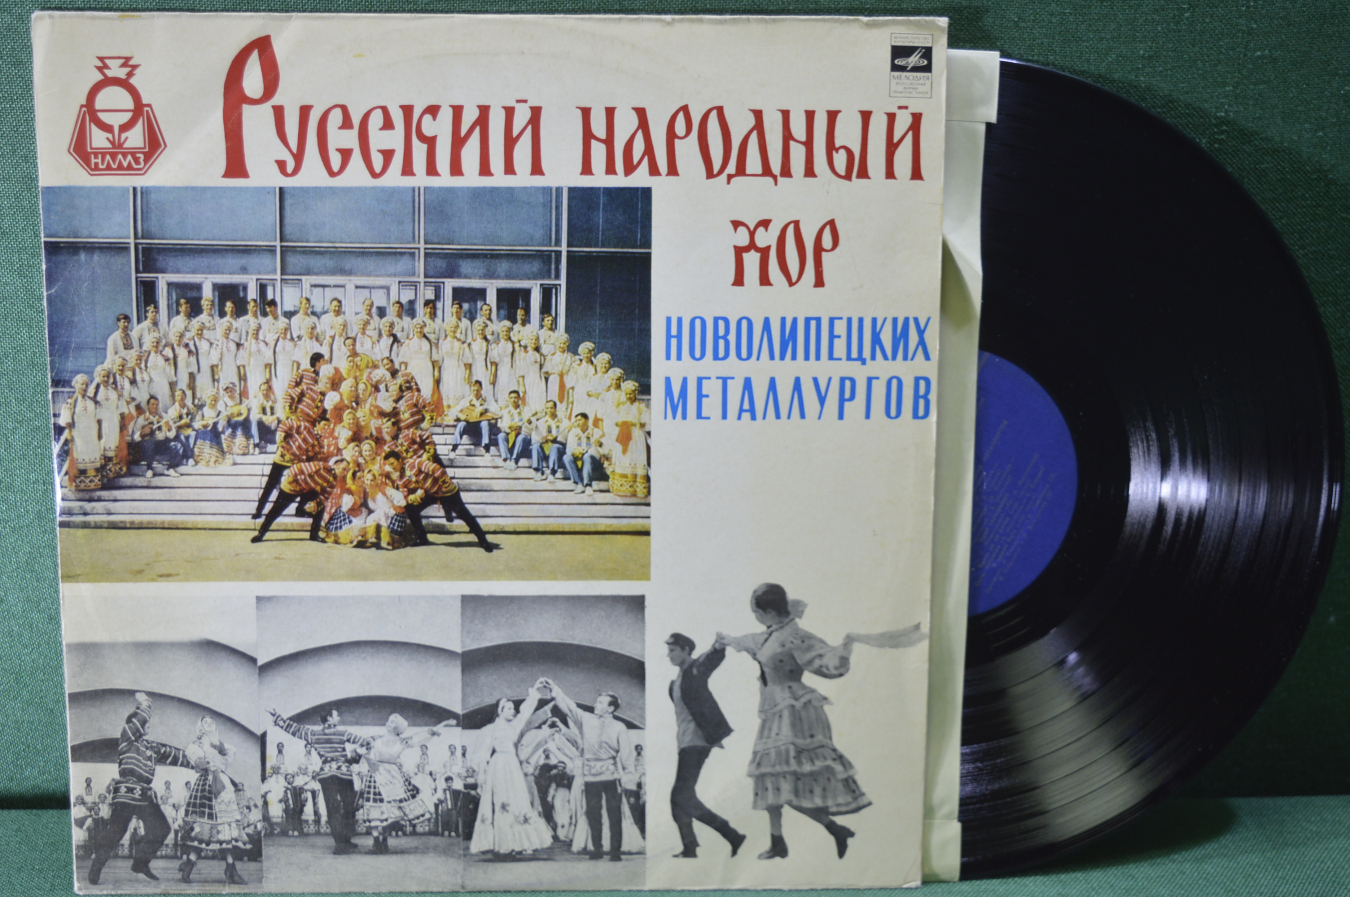 Русский народный
хор
НОВОЛИПЕЦКИХ
МЕТАЛЛУРГОВ
НЛМЗ
МЕЛОДИЯ